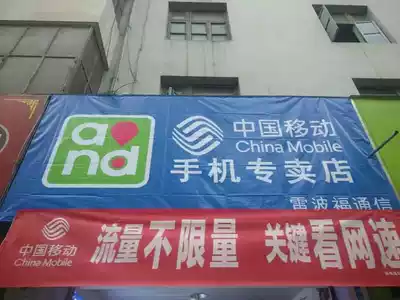 and
中国移动
China Mobile
手机专卖店
雷波福通信
中国移动
China Mobile
流量不限量 关键看网速